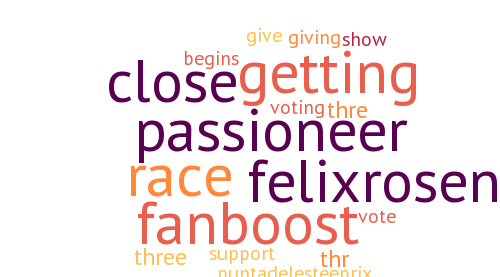 give giving show
begins
close getting
voting thre
passioneer
race felixrosen
fanboost vote
three support thr
puntadelesteeprix